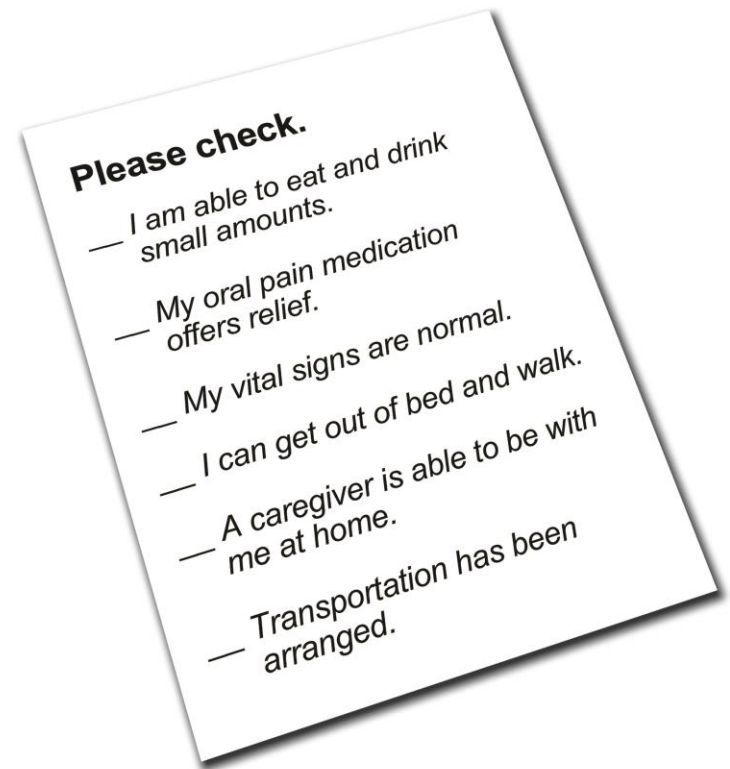 Please check.
__ I am able to eat and drink
small amounts.
__ My oral pain medication
offers relief.
__ My vital signs are normal.
__ I can get out of bed and walk.
__ A caregiver is able to be with
me at home.
__ Transportation has been
arranged.